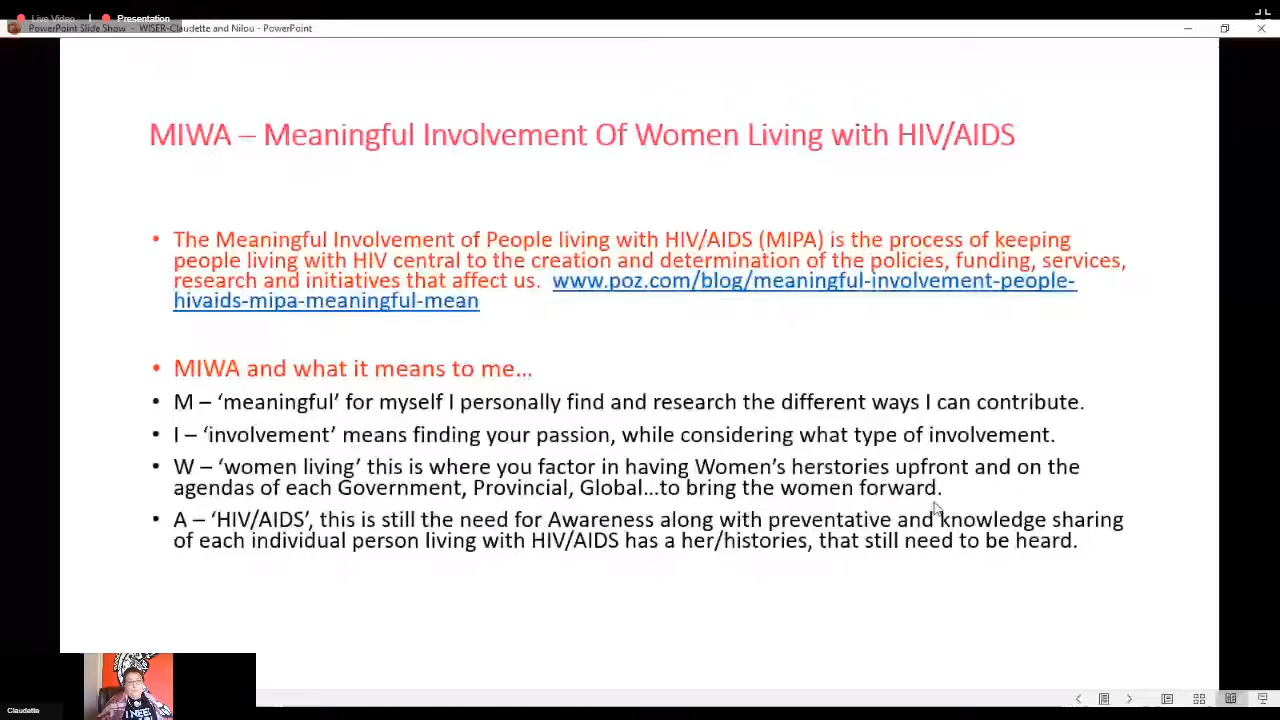 Live Video
Presentation
PowerPoint Slide Show - WISER-Claudette and Nilou - PowerPoint
MIWA – Meaningful Involvement Of Women Living with HIV/AIDS
• The Meaningful Involvement of People living with HIV/AIDS (MIPA) is the process of keeping
people living with HIV central to the creation and determination of the policies, funding, services,
research and initiatives that affect us. www.poz.com/blog/meaningful-involvement-people-
hivaids-mipa-meaningful-mean
• MIWA and what it means to me…
• M – ‘meaningful’ for myself I personally find and research the different ways I can contribute.
• I – ‘involvement’ means finding your passion, while considering what type of involvement.
• W – ‘women living’ this is where you factor in having Women’s herstories upfront and on the
agendas of each Government, Provincial, Global…to bring the women forward.
• A – ‘HIV/AIDS’, this is still the need for Awareness along with preventative and knowledge sharing
of each individual person living with HIV/AIDS has a her/histories, that still need to be heard.
I NEED
Claudette